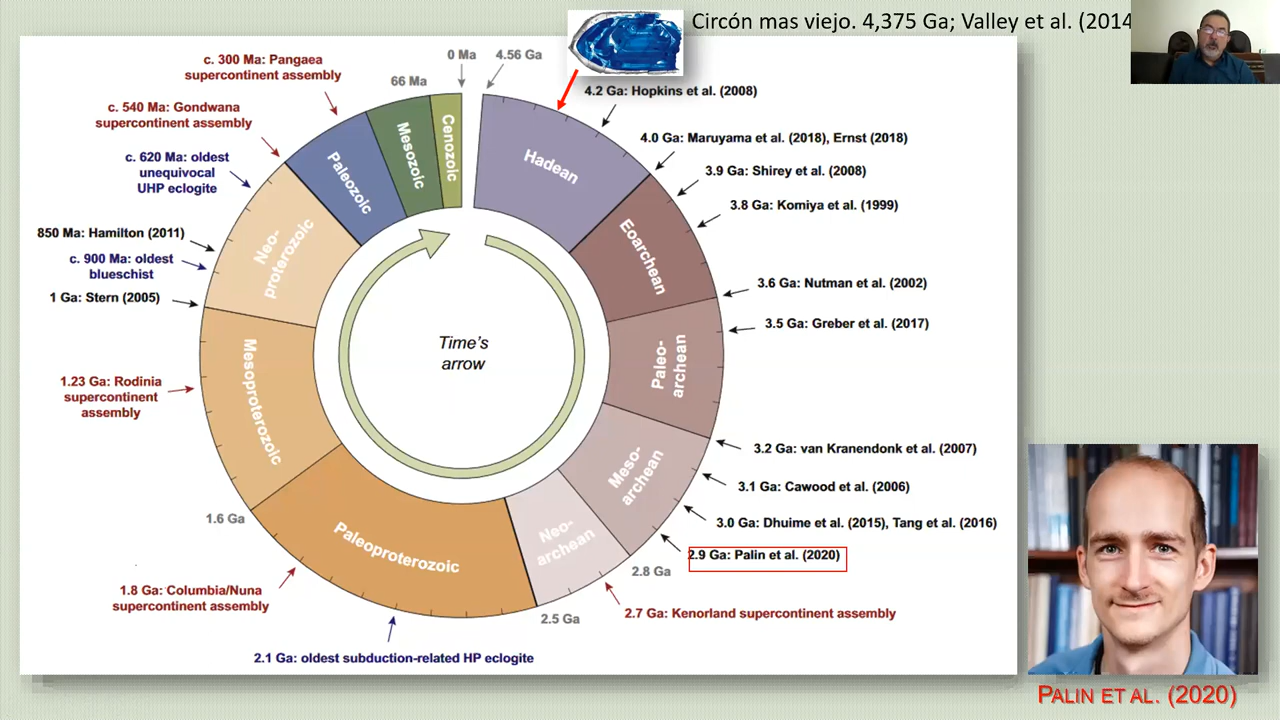 Circón mas viejo. 4,375 Ga; Valley et al. (2014
c. 300 Ma: Pangaea
supercontinent assembly
0 Ma
4.56 Ga
66 Ma
4.2 Ga: Hopkins et al. (2008)
c. 540 Ma: Gondwana
supercontinent assembly
4.0 Ga: Maruyama et al. (2018), Ernst (2018)
c. 620 Ma: oldest
unequivocal
UHP eclogite
3.9 Ga: Shirey et al. (2008)
3.8 Ga: Komiya et al. (1999)
850 Ma: Hamilton (2011)
c. 900 Ma: oldest
blueschist
1 Ga: Stern (2005)
3.6 Ga: Nutman et al. (2002)
3.5 Ga: Greber et al. (2017)
Cenozoic
Mesozoic
Paleozoic
Hadean
Neo-
proterozoic
Eoarchean
Time's
arrow
Mesoproterozoic
Paleo-
archean
1.23 Ga: Rodinia
supercontinent
assembly
3.2 Ga: van Kranendonk et al. (2007)
Meso-
archean
3.1 Ga: Cawood et al. (2006)
1.6 Ga
3.0 Ga: Dhuime et al. (2015), Tang et al. (2016)
Paleoproterozoic
Neo-
archean
2.9 Ga: Palin et al. (2020)
2.8 Ga
1.8 Ga: Columbia/Nuna
supercontinent assembly
2.5 Ga
2.7 Ga: Kenorland supercontinent assembly
2.1 Ga: oldest subduction-related HP eclogite
PALIN ET AL. (2020)